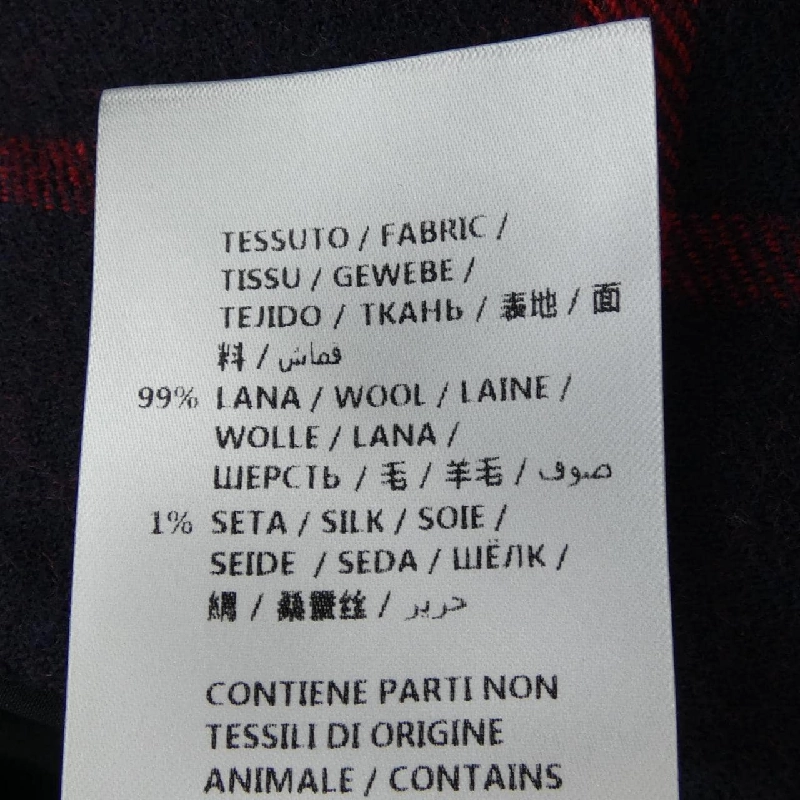 TESSUTO / FABRIC /
TISSU / GEWEBE /
TEJIDO / ТКАНЬ / 表地 / 面
料 / قماش
99% LANA / WOOL / LAINE /
WOLLE / LANA /
ШЕРСТЬ / 毛 / 羊毛 / صوف
1% SETA / SILK / SOIE /
SEIDE / SEDA / ШЁЛК /
絹 / 桑蠶丝 / حرير
CONTIENE PARTI NON
TESSILI DI ORIGINE
ANIMALE / CONTAINS